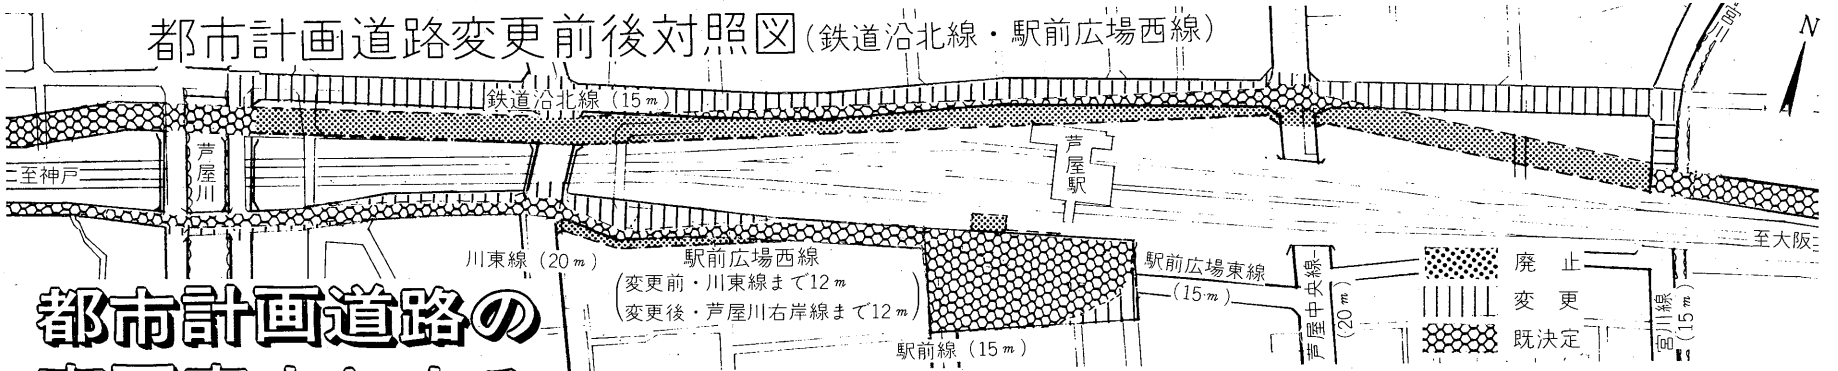 都市計画道路変更前後対照図(鉄道沿北線・駅前広場西線)
N
鉄道沿北線(15m)
芦屋川
至神戸
芦屋駅
至大阪
川東線(20m)
駅前広場西線
(変更前・川東線まで12m
変更後・芦屋川右岸線まで12m)
駅前広場東線
(15m)
駅前線(15m)
芦屋中央線
(20m)
宮川線
(15m)
廃止
変更
既決定
都市計画道路の